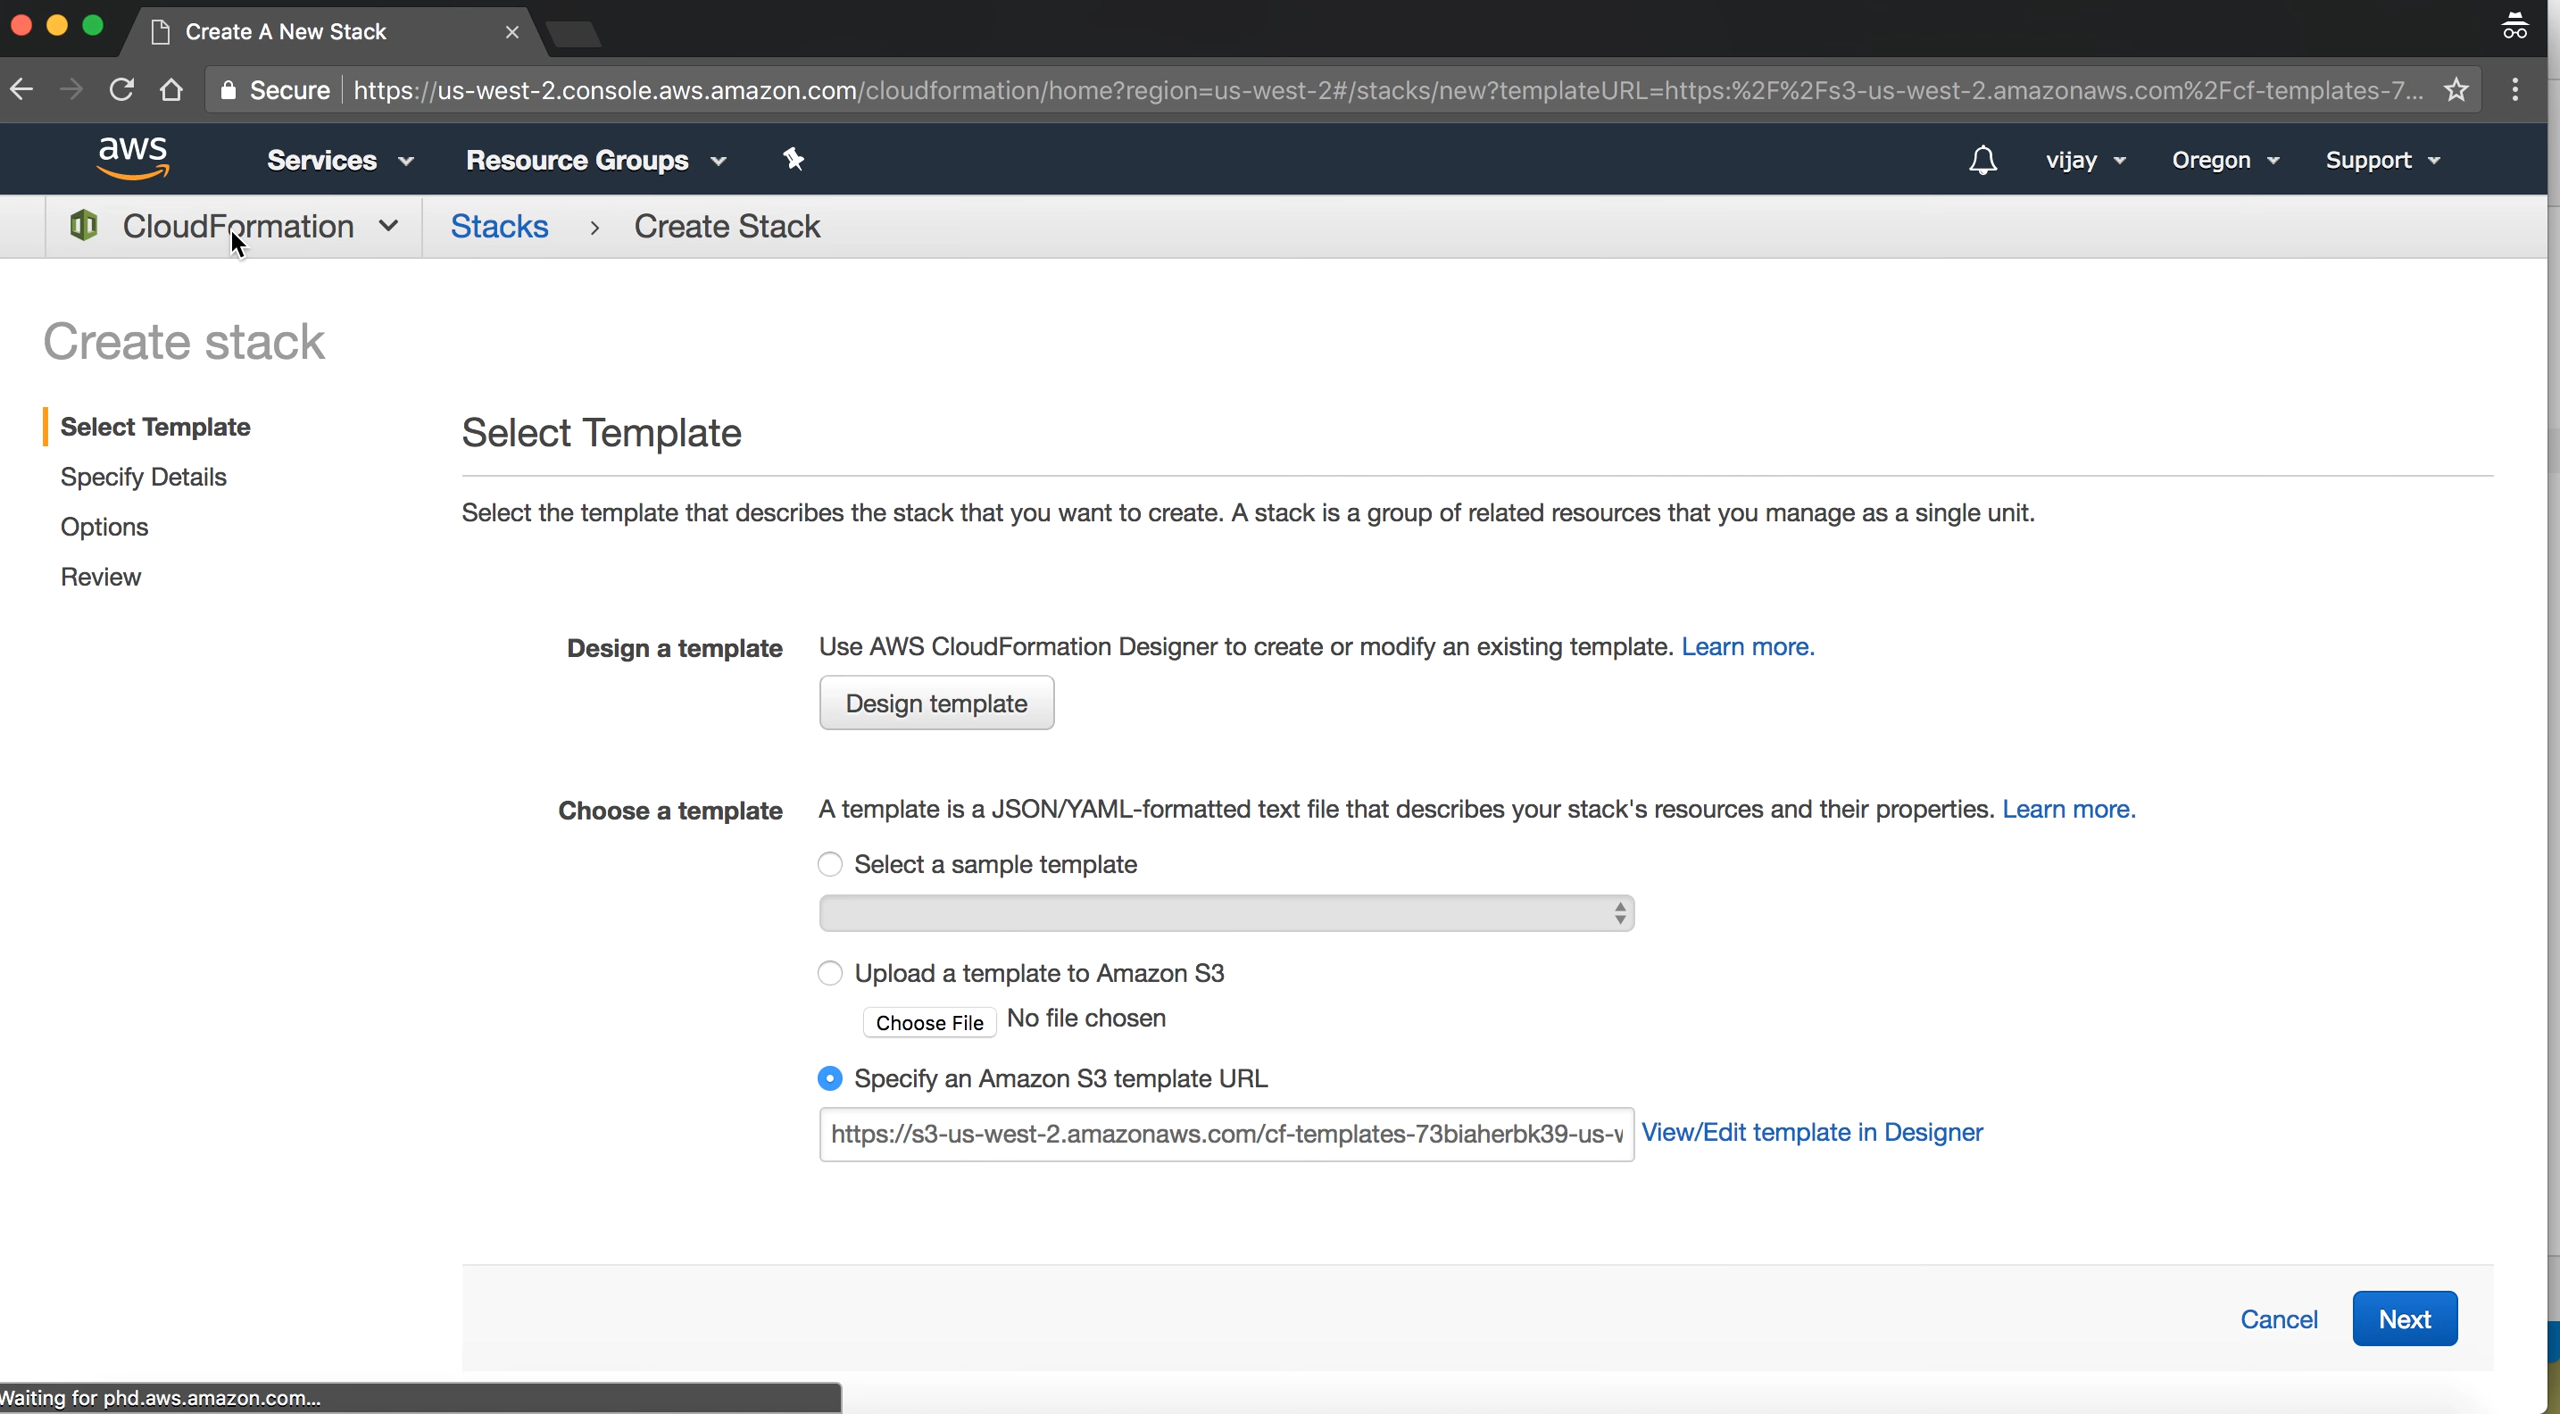 Create A New Stack
Secure https://us-west-2.console.aws.amazon.com/cloudformation/home?region=us-west-2#/stacks/new?templateURL=https:%2F%2Fs3-us-west-2.amazonaws.com%2Fcf-templates-7...
aws Services Resource Groups vijay Oregon Support
CloudFormation Stacks > Create Stack
Create stack
Select Template
Specify Details
Options
Review
Select Template
Select the template that describes the stack that you want to create. A stack is a group of related resources that you manage as a single unit.
Design a template Use AWS CloudFormation Designer to create or modify an existing template. Learn more.
Design template
Choose a template A template is a JSON/YAML-formatted text file that describes your stack's resources and their properties. Learn more.
Select a sample template
Upload a template to Amazon S3
Choose File No file chosen
Specify an Amazon S3 template URL
https://s3-us-west-2.amazonaws.com/cf-templates-73biaherbk39-us-w View/Edit template in Designer
Cancel Next
Waiting for phd.aws.amazon.com...